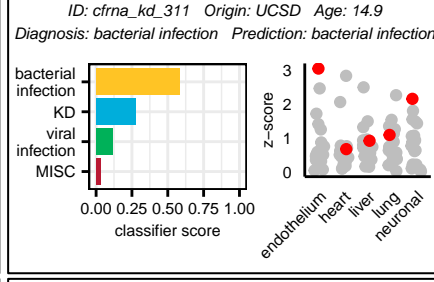 ID: cfrna_kd_311 Origin: UCSD Age: 14.9
Diagnosis: bacterial infection Prediction: bacterial infection
bacterial
infection
KD
viral
infection
MISC
0.00 0.25 0.50 0.75 1.00
classifier score
z-score
3
2
1
0
endothelium
heart
liver
lung
neuronal